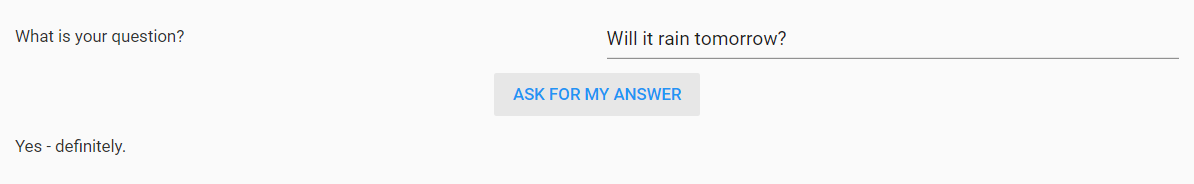 What is your question?
Will it rain tomorrow?
ASK FOR MY ANSWER
Yes - definitely.